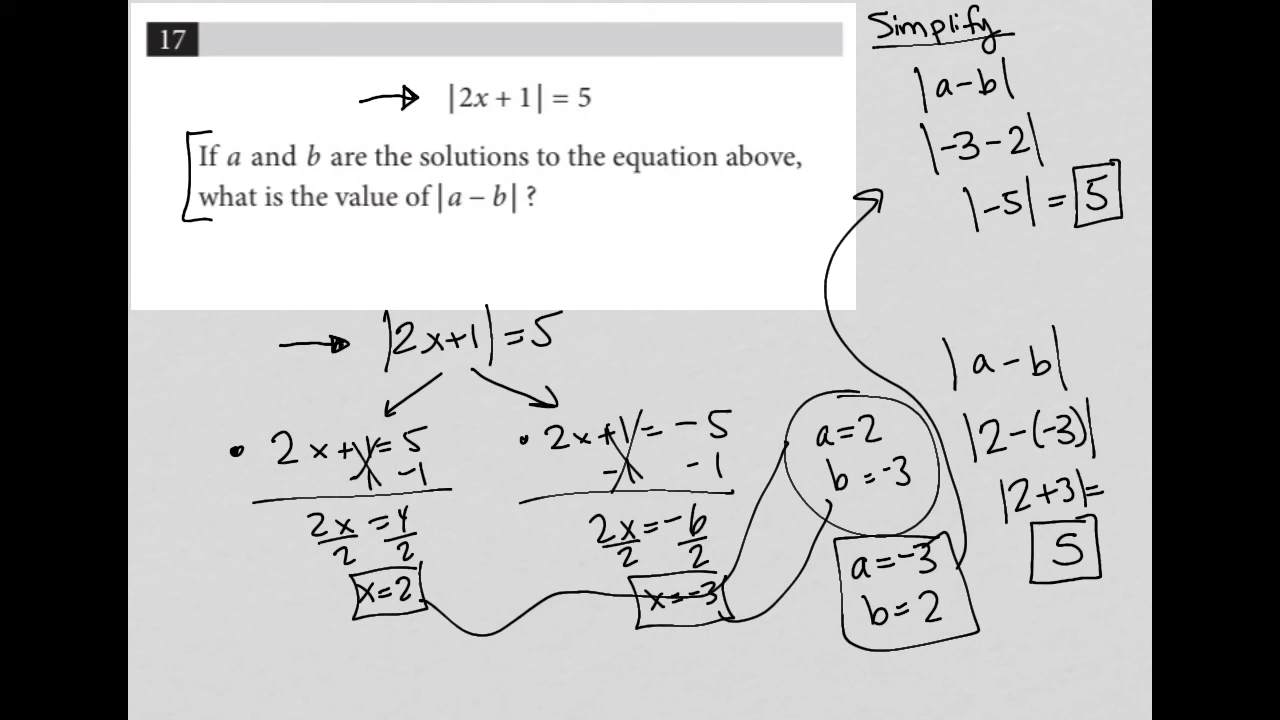 17
|2x + 1| = 5
If a and b are the solutions to the equation above,
what is the value of |a – b| ?
|2x+1| = 5
2x+1=5
-1 -1
2x = 4
2 2
x=2
2x+1= -5
-1 -1
2x = -6
2 2
x=-3
a=2
b=-3
a=-3
b=2
Simplify
|a-b|
|-3-2|
|-5| = 5
|a-b|
|2-(-3)|
|2+3|=
5